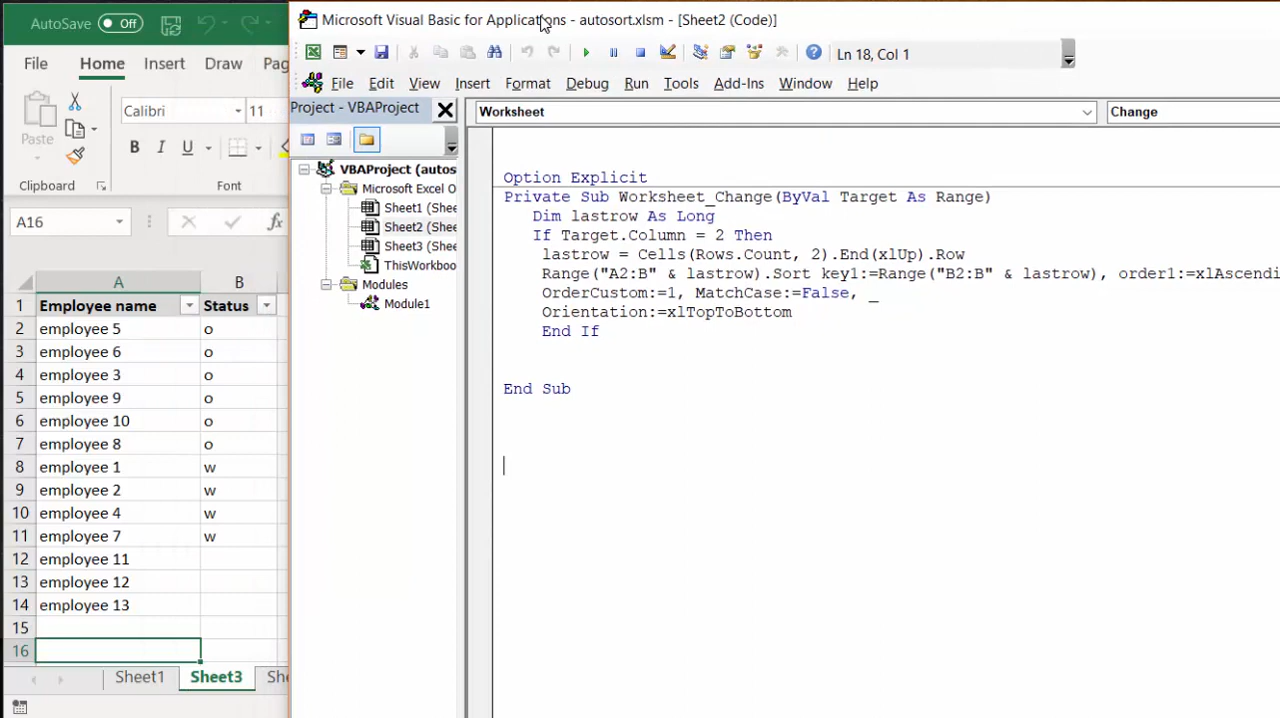 AutoSave Off
File Home Insert Draw Pag
Paste
Calibri 11
B I U
Clipboard Font
A16 fx
A B
1 Employee name Status
2 employee 5 o
3 employee 6 o
4 employee 3 o
5 employee 9 o
6 employee 10 o
7 employee 8 o
8 employee 1 w
9 employee 2 w
10 employee 4 w
11 employee 7 w
12 employee 11
13 employee 12
14 employee 13
15
16
Sheet1 Sheet3 Sh
Microsoft Visual Basic for Applications - autosort.xlsm - [Sheet2 (Code)]
Ln 18, Col 1
File Edit View Insert Format Debug Run Tools Add-Ins Window Help
Project - VBAProject
VBAProject (autos
Microsoft Excel O
Sheet1 (Shee
Sheet2 (Shee
Sheet3 (Shee
ThisWorkboo
Modules
Module1
Worksheet Change
Option Explicit
Private Sub Worksheet_Change(ByVal Target As Range)
Dim lastrow As Long
If Target.Column = 2 Then
lastrow = Cells(Rows.Count, 2).End(xlUp).Row
Range("A2:B" & lastrow).Sort key1:=Range("B2:B" & lastrow), order1:=xlAscendi
OrderCustom:=1, MatchCase:=False, _
Orientation:=xlTopToBottom
End If
End Sub